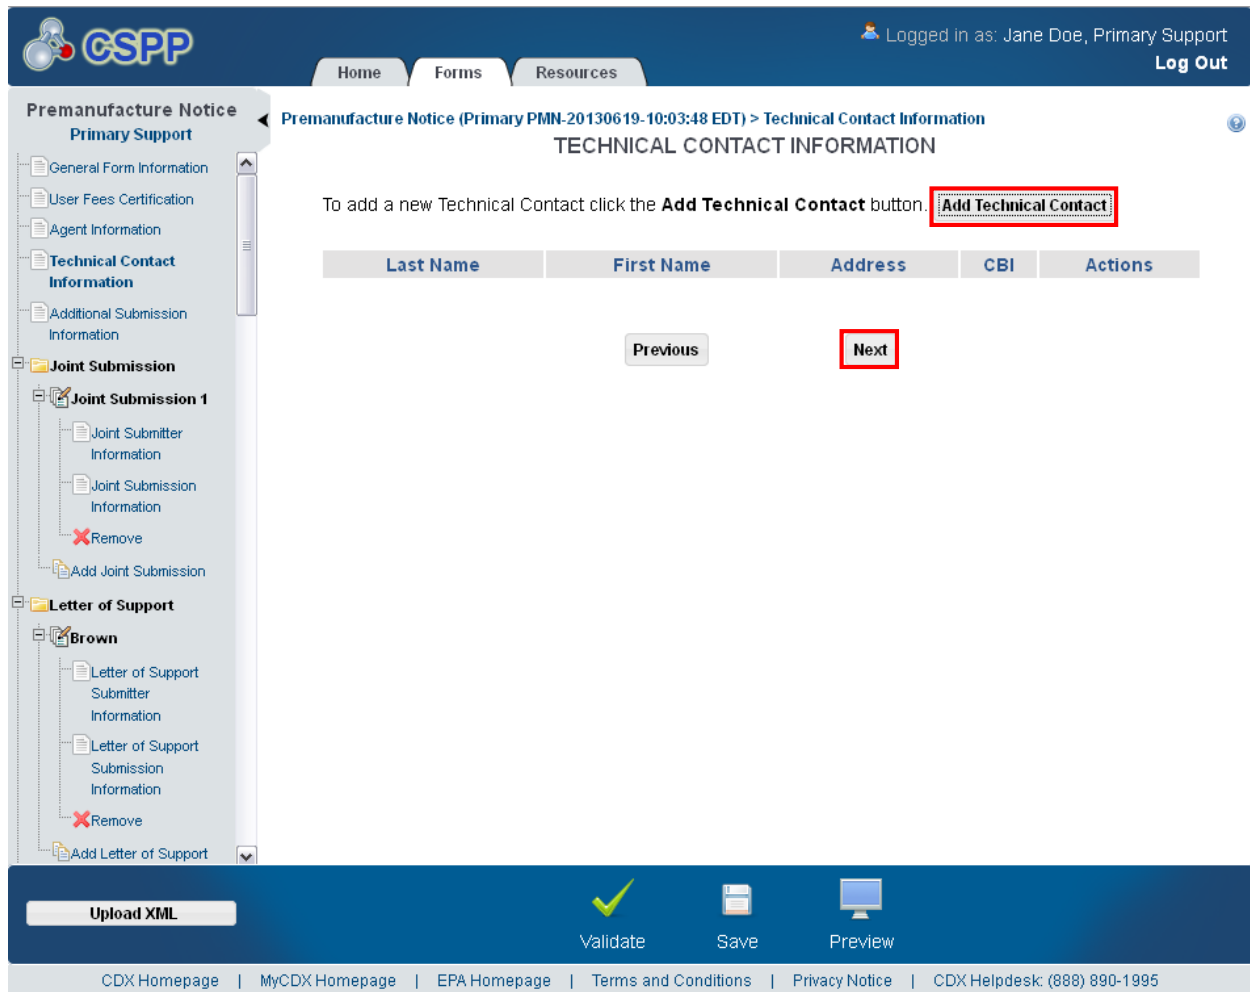 CSPP
Logged in as: Jane Doe, Primary Support
Log Out
Home
Forms
Resources
Premanufacture Notice
Primary Support
General Form Information
User Fees Certification
Agent Information
Technical Contact
Information
Additional Submission
Information
Joint Submission
Joint Submission 1
Joint Submitter
Information
Joint Submission
Information
Remove
Add Joint Submission
Letter of Support
Brown
Letter of Support
Submitter
Information
Letter of Support
Submission
Information
Remove
Add Letter of Support
Premanufacture Notice (Primary PMN-20130619-10:03:48 EDT) > Technical Contact Information
TECHNICAL CONTACT INFORMATION
To add a new Technical Contact click the Add Technical Contact button. Add Technical Contact
Last Name First Name Address CBI Actions
Previous Next
Upload XML
Validate Save Preview
CDX Homepage | MyCDX Homepage | EPA Homepage | Terms and Conditions | Privacy Notice | CDX Helpdesk: (888) 890-1995